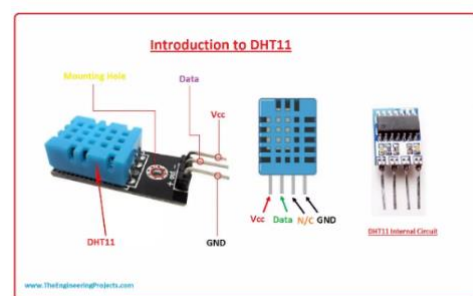 Introduction to DHT11
Mounting Hole
Data
Vcc
DHT11
GND
Vcc Data N/C GND
DHT11 Internal Circuit
www.TheEngineeringProjects.com